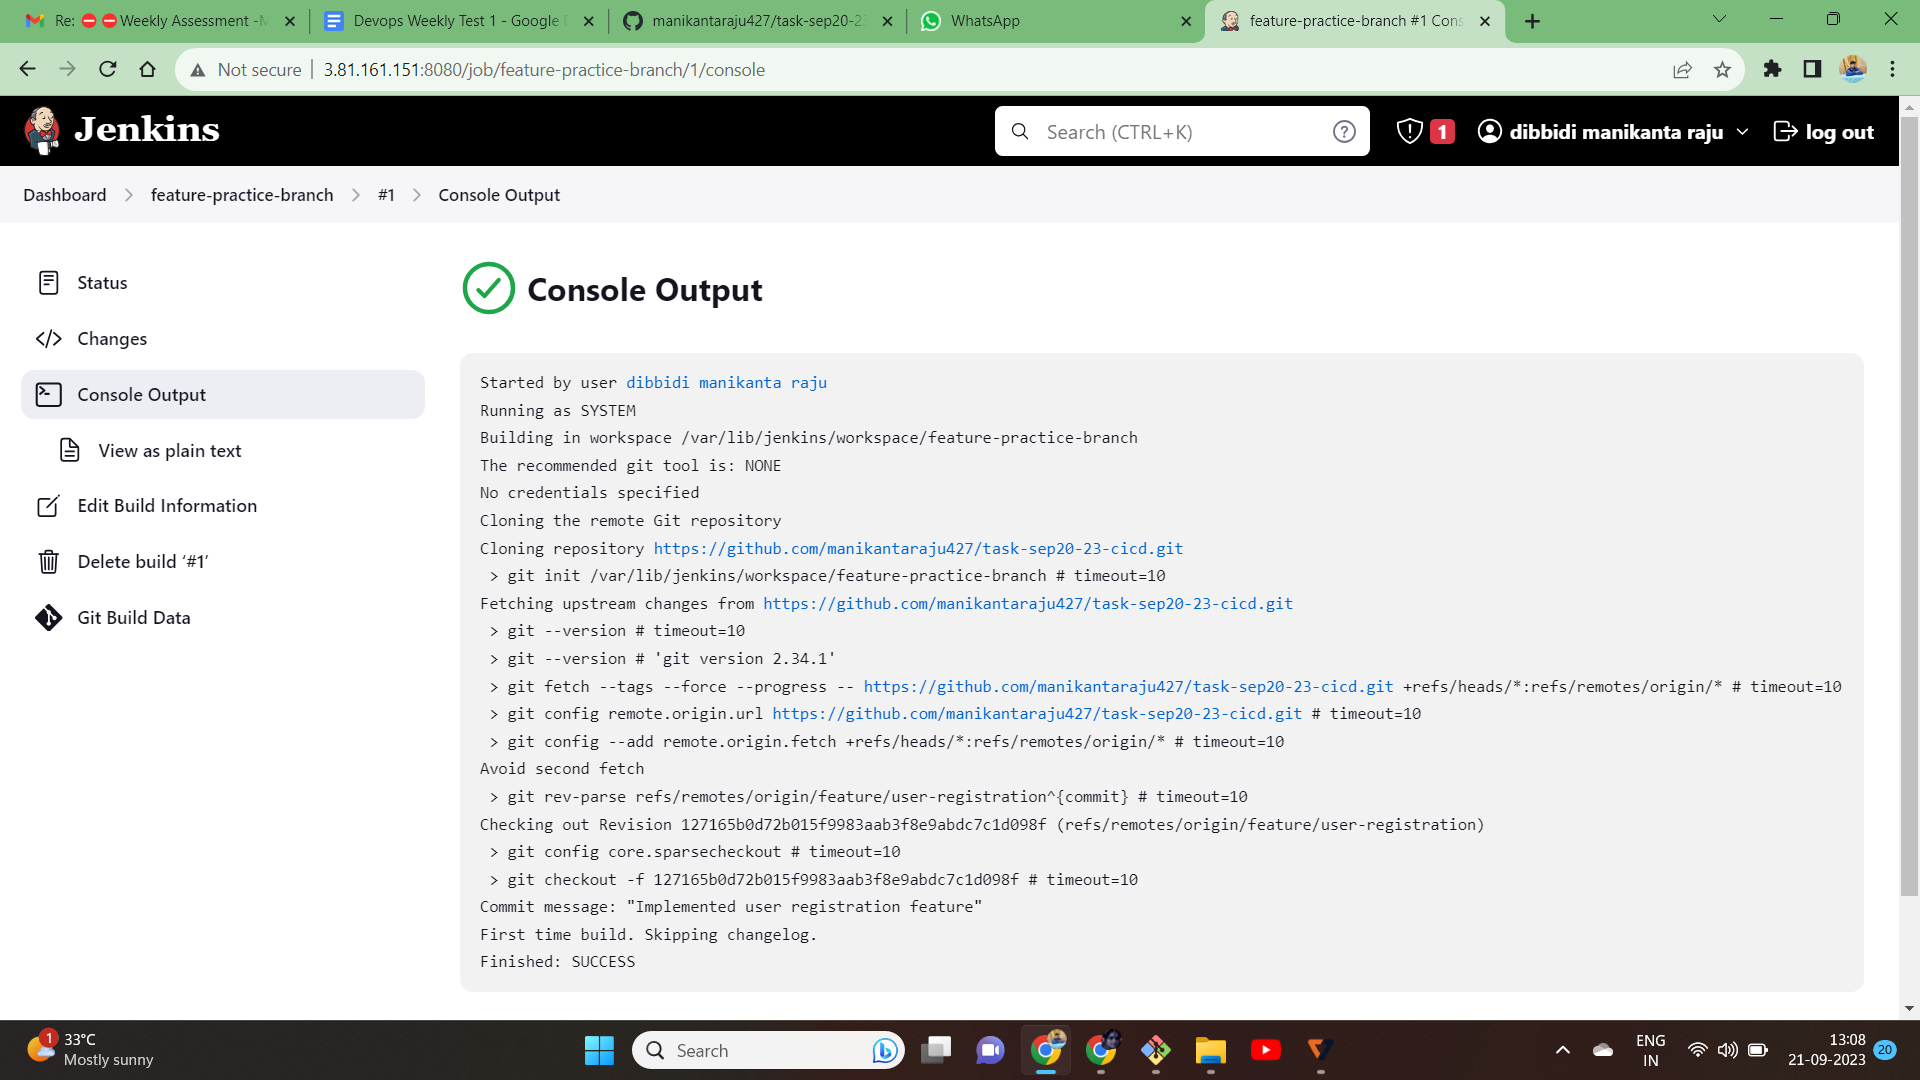 Re: Weekly Assessment -M
Devops Weekly Test 1 - Google D
manikantaraju427/task-sep20-23
WhatsApp
feature-practice-branch #1 Cons
Not secure
3.81.161.151:8080/job/feature-practice-branch/1/console
Jenkins
Search (CTRL+K)
1
dibbidi manikanta raju
log out
Dashboard
feature-practice-branch
#1
Console Output
Status
Changes
Console Output
View as plain text
Edit Build Information
Delete build ‘#1’
Git Build Data
Console Output
Started by user dibbidi manikanta raju
Running as SYSTEM
Building in workspace /var/lib/jenkins/workspace/feature-practice-branch
The recommended git tool is: NONE
No credentials specified
Cloning the remote Git repository
Cloning repository https://github.com/manikantaraju427/task-sep20-23-cicd.git
> git init /var/lib/jenkins/workspace/feature-practice-branch # timeout=10
Fetching upstream changes from https://github.com/manikantaraju427/task-sep20-23-cicd.git
> git --version # timeout=10
> git --version # 'git version 2.34.1'
> git fetch --tags --force --progress -- https://github.com/manikantaraju427/task-sep20-23-cicd.git +refs/heads/*:refs/remotes/origin/* # timeout=10
> git config remote.origin.url https://github.com/manikantaraju427/task-sep20-23-cicd.git # timeout=10
> git config --add remote.origin.fetch +refs/heads/*:refs/remotes/origin/* # timeout=10
Avoid second fetch
> git rev-parse refs/remotes/origin/feature/user-registration^{commit} # timeout=10
Checking out Revision 127165b0d72b015f9983aab3f8e9abdc7c1d098f (refs/remotes/origin/feature/user-registration)
> git config core.sparsecheckout # timeout=10
> git checkout -f 127165b0d72b015f9983aab3f8e9abdc7c1d098f # timeout=10
Commit message: "Implemented user registration feature"
First time build. Skipping changelog.
Finished: SUCCESS
1
33°C
Mostly sunny
Search
ENG
IN
13:08
21-09-2023
20